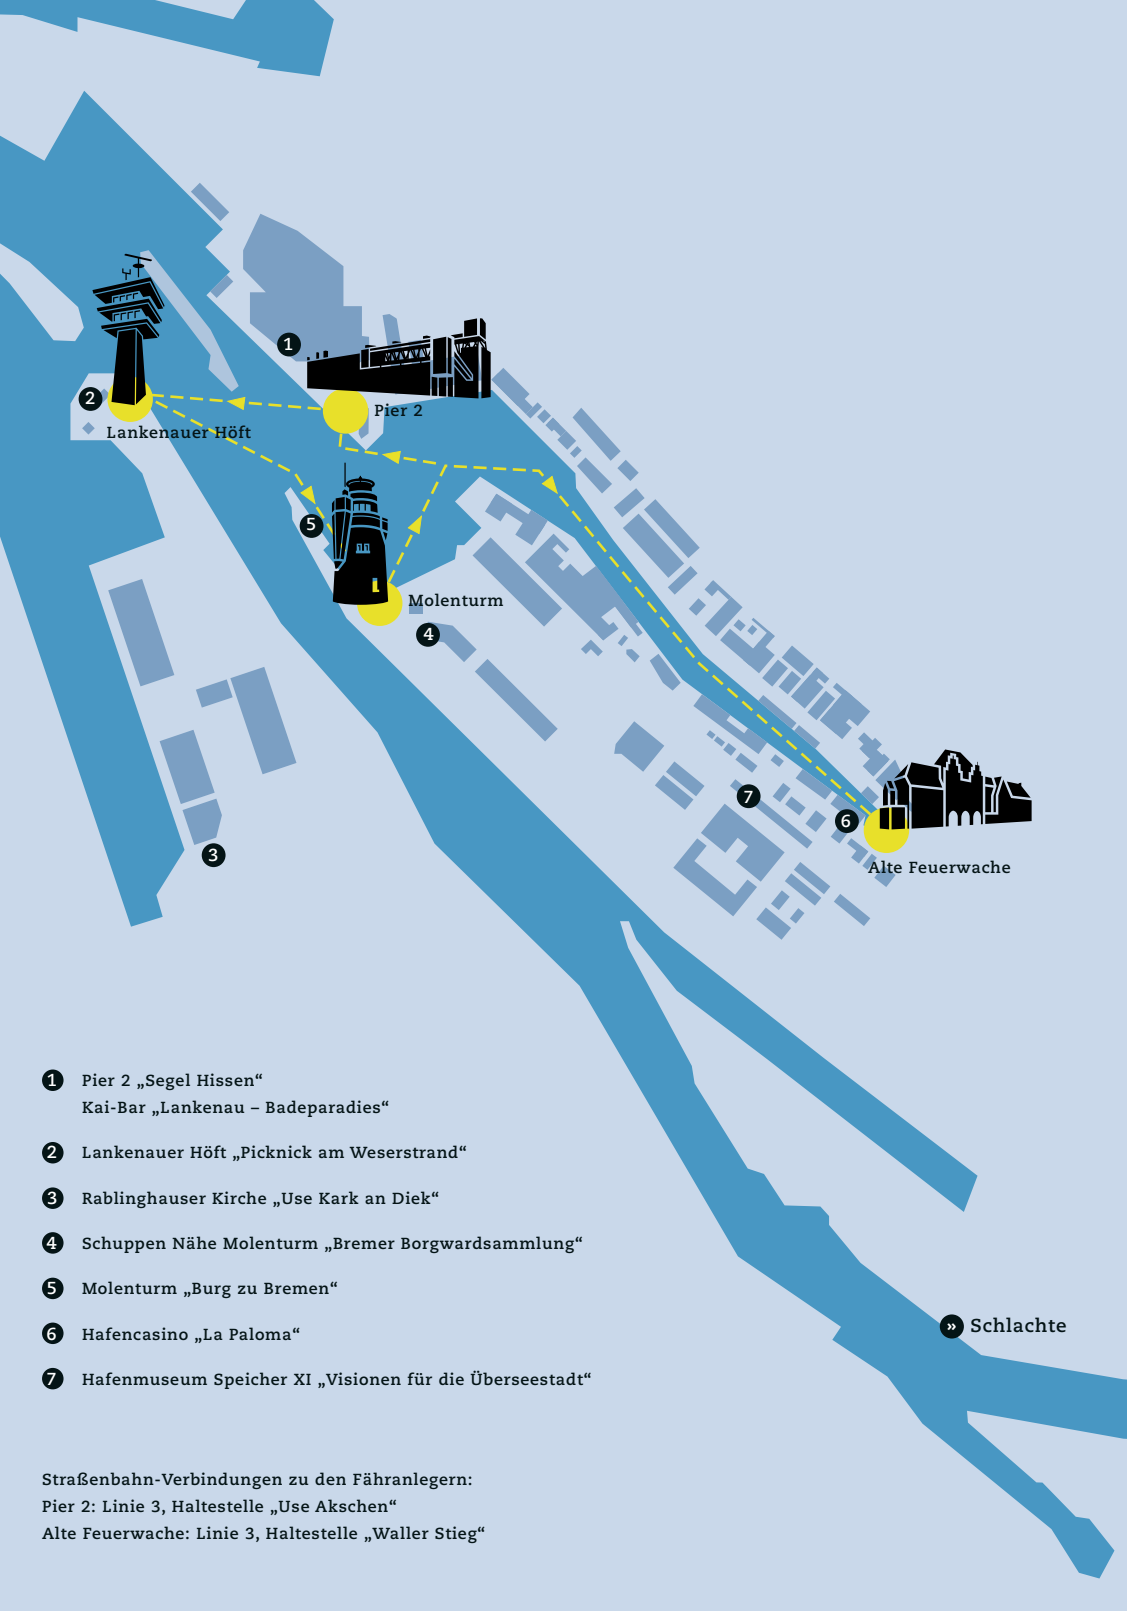 1
Pier 2
2
Lankenauer Höft
5
Molenturm
4
7
6
3
Alte Feuerwache
1 Pier 2 „Segel Hissen“
Kai-Bar „Lankenau – Badeparadies“
2 Lankenauer Höft „Picknick am Weserstrand“
3 Rablinghauser Kirche „Use Kark an Diek“
4 Schuppen Nähe Molenturm „Bremer Borgwardsammlung“
5 Molenturm „Burg zu Bremen“
» Schlachte
6 Hafencasino „La Paloma“
7 Hafenmuseum Speicher XI „Visionen für die Überseestadt“
Straßenbahn-Verbindungen zu den Fähranlegern:
Pier 2: Linie 3, Haltestelle „Use Akschen“
Alte Feuerwache: Linie 3, Haltestelle „Waller Stieg“